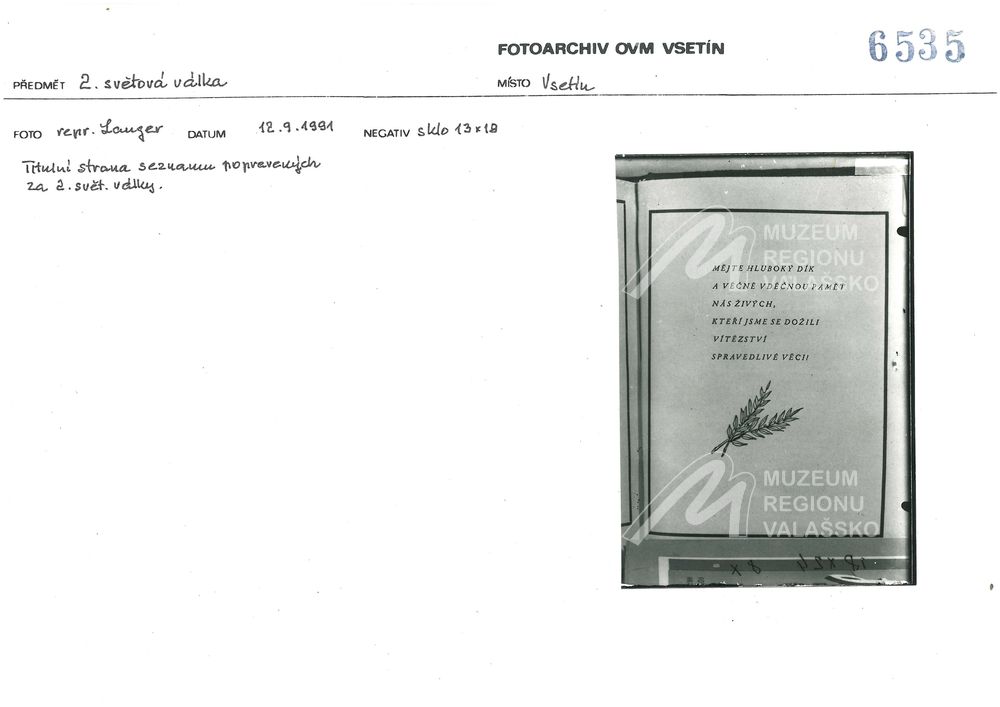 FOTOARCHIV OVM VSETÍN
6535
PŘEDMĚT 2. světová válka
MÍSTO Vsetín
FOTO repr. Langer DATUM 12.9.1991 NEGATIV sklo 13x18
Titulní strana seznamu popravených
za 2. svět. války.
MUZEUM
REGIONU
VALAŠSKO
MĚJTE HLUBOKÝ DÍK
A VĚČNĚ VDĚČNOU PAMĚŤ
NÁS ŽIVÝCH,
KTEŘÍ JSME SE DOŽILI
VÍTĚZSTVÍ
SPRAVEDLIVÉ VĚCI!
MUZEUM
REGIONU
VALAŠSKO